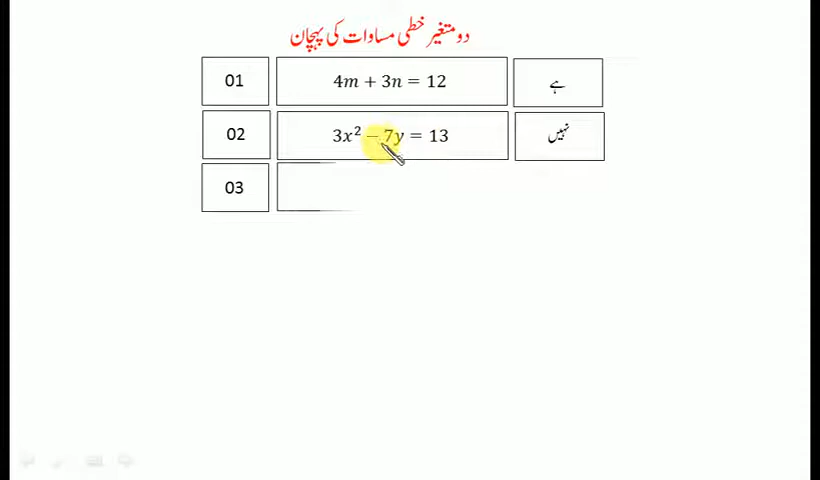 دو متغیر خطی مساوات کی پہچان
01 4m + 3n = 12 ہے
02 3x² − 7y = 13 نہیں
03